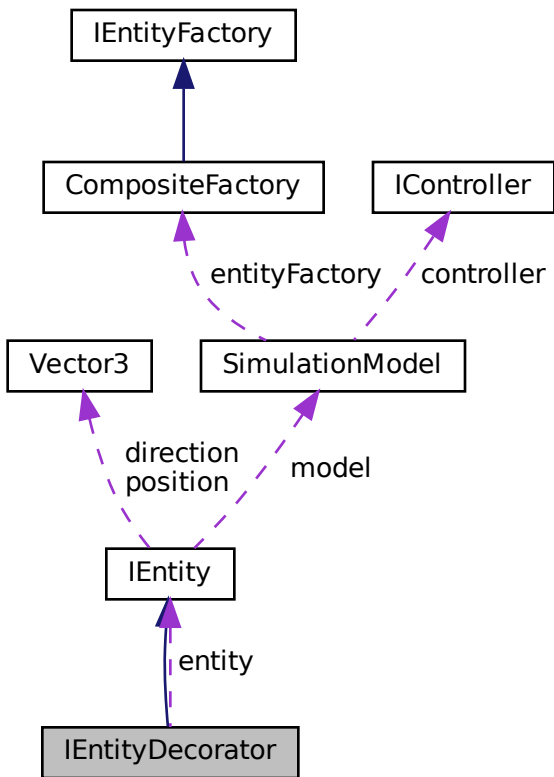 IEntityFactory
CompositeFactory
IController
entityFactory
controller
Vector3
SimulationModel
direction
position
model
IEntity
entity
IEntityDecorator